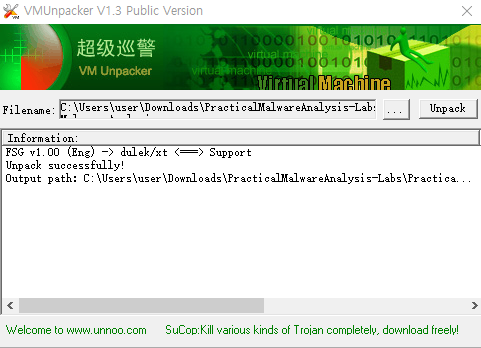 VMUnpacker V1.3 Public Version
超级巡警
VM Unpacker
virtual machine
Virtual Machine
Filename:
C:\Users\user\Downloads\PracticalMalwareAnalysis-Labs
...
Unpack
Information:
FSG v1.00 (Eng) -> dulek/xt <===> Support
Unpack successfully!
Output path: C:\Users\user\Downloads\PracticalMalwareAnalysis-Labs\Practica...
Welcome to www.unnoo.com
SuCop:Kill various kinds of Trojan completely, download freely!